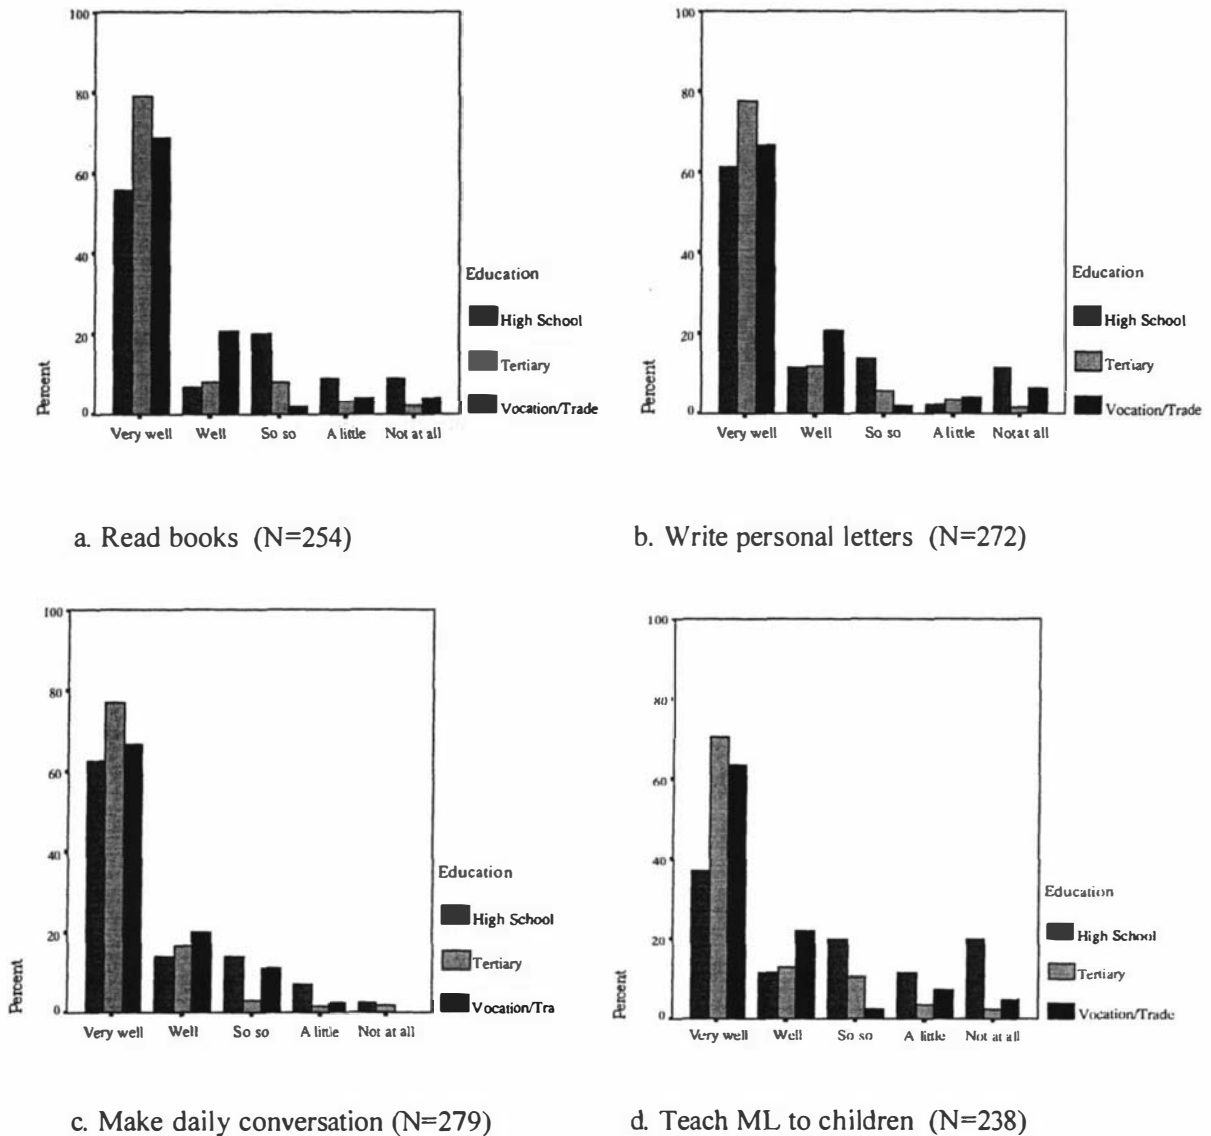 100
80
60
40
20
0
Percent
Very well Well So so A little Not at all
Education
High School
Tertiary
Vocation/Trade
a. Read books (N=254)
100
80
60
40
20
0
Percent
Very well Well So so A little Not at all
Education
High School
Tertiary
Vocation/Trade
b. Write personal letters (N=272)
100
80
60
40
20
0
Percent
Very well Well So so A little Not at all
Education
High School
Tertiary
Vocation/Tra
c. Make daily conversation (N=279)
100
80
60
40
20
0
Percent
Very well Well So so A little Not at all
Education
High School
Tertiary
Vocation/Trade
d. Teach ML to children (N=238)